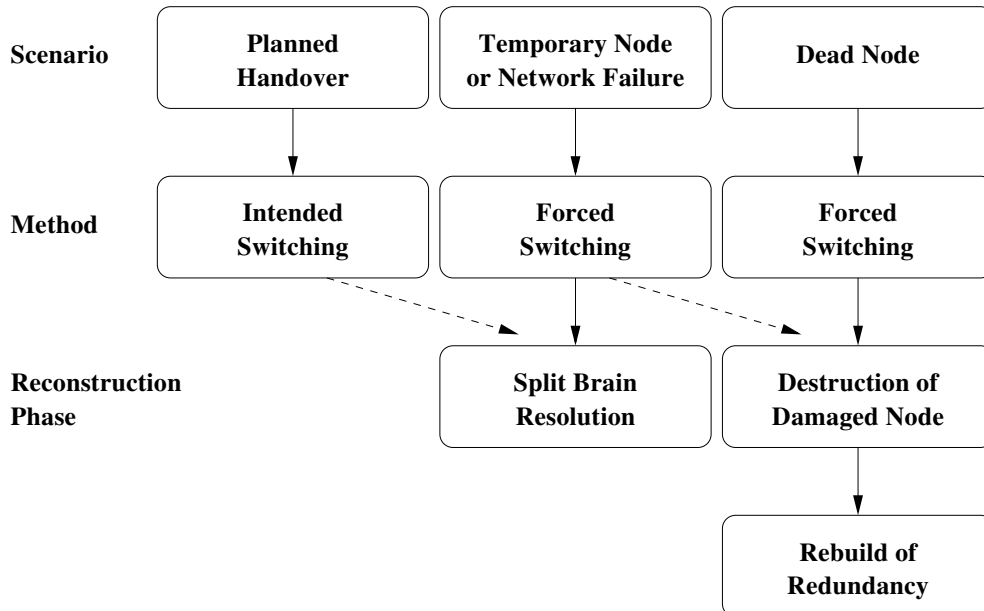 Scenario
Planned
Handover
Temporary Node
or Network Failure
Dead Node
Method
Intended
Switching
Forced
Switching
Forced
Switching
Reconstruction
Phase
Split Brain
Resolution
Destruction of
Damaged Node
Rebuild of
Redundancy